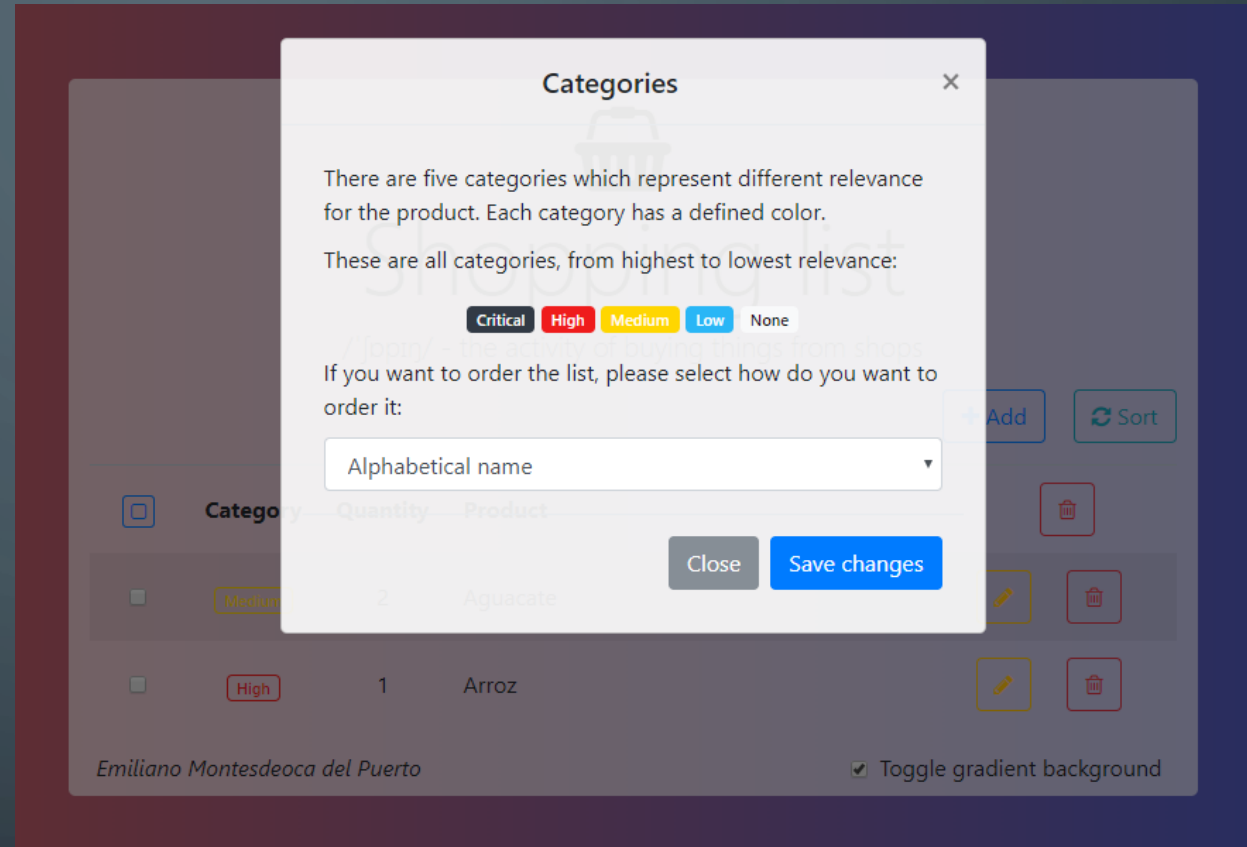 Categories ×
There are five categories which represent different relevance
for the product. Each category has a defined color.
Shopping list
These are all categories, from highest to lowest relevance:
Critical High Medium Low None
/ˈʃɒpɪŋ/ - the activity of buying things from shops
If you want to order the list, please select how do you want to
order it:
Add Sort
Alphabetical name
Category Quantity Product
Close Save changes
Medium 2 Aguacate
High 1 Arroz
Emiliano Montesdeoca del Puerto Toggle gradient background